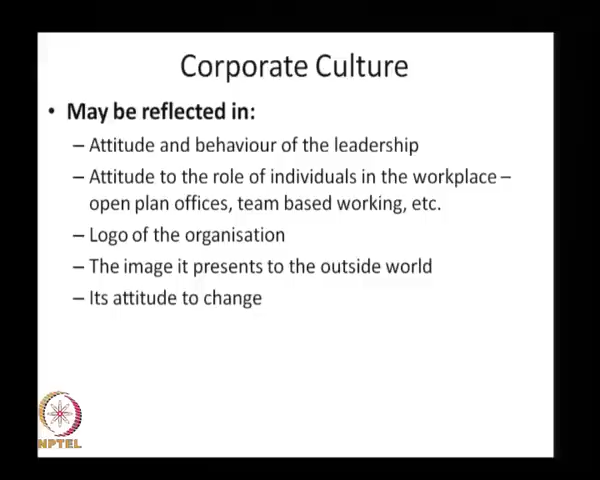 Corporate Culture
• May be reflected in:
– Attitude and behaviour of the leadership
– Attitude to the role of individuals in the workplace –
open plan offices, team based working, etc.
– Logo of the organisation
– The image it presents to the outside world
– Its attitude to change
NPTEL